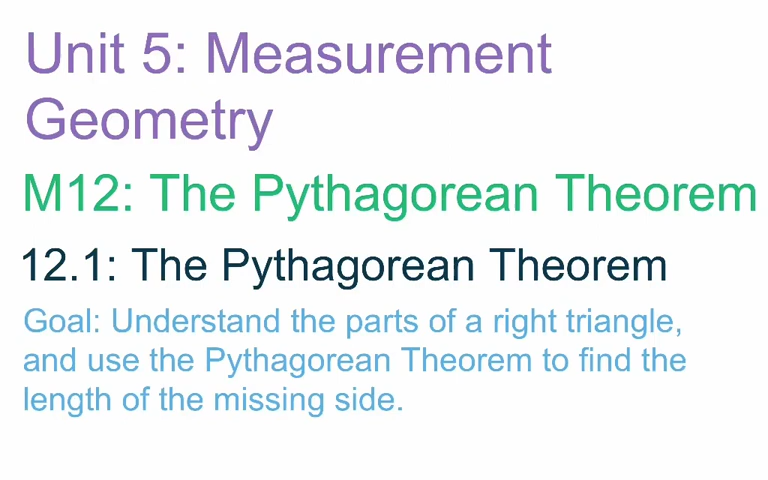 Unit 5: Measurement
Geometry
M12: The Pythagorean Theorem
12.1: The Pythagorean Theorem
Goal: Understand the parts of a right triangle,
and use the Pythagorean Theorem to find the
length of the missing side.